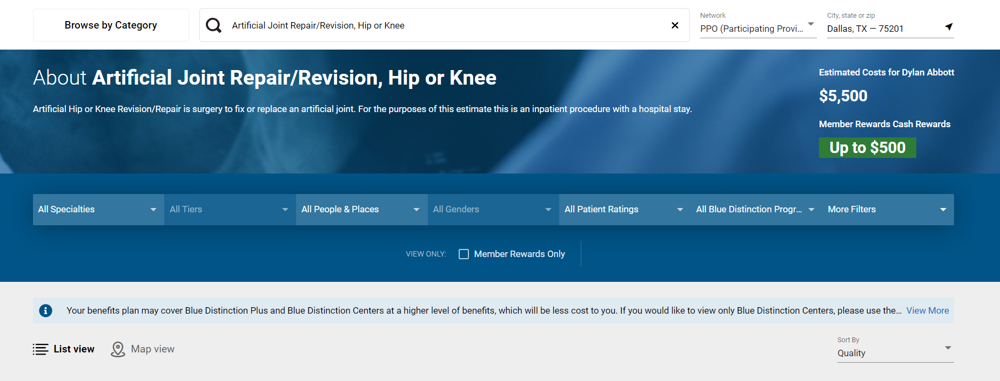 Browse by Category
Artificial Joint Repair/Revision, Hip or Knee
Network
PPO (Participating Provi...
City, state or zip
Dallas, TX — 75201
About Artificial Joint Repair/Revision, Hip or Knee
Artificial Hip or Knee Revision/Repair is surgery to fix or replace an artificial joint. For the purposes of this estimate this is an inpatient procedure with a hospital stay.
Estimated Costs for Dylan Abbott
$5,500
Member Rewards Cash Rewards
Up to $500
All Specialties
All Tiers
All People & Places
All Genders
All Patient Ratings
All Blue Distinction Progr...
More Filters
VIEW ONLY:
Member Rewards Only
Your benefits plan may cover Blue Distinction Plus and Blue Distinction Centers at a higher level of benefits, which will be less cost to you. If you would like to view only Blue Distinction Centers, please use the... View More
List view
Map view
Sort By
Quality